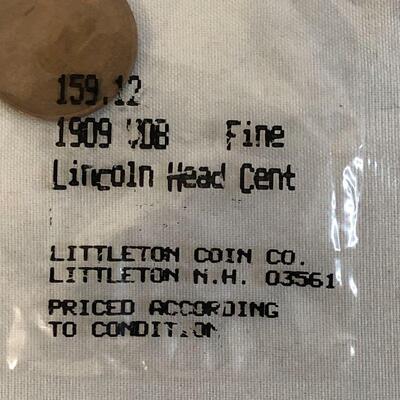 159.12
1909 VDB Fine
Lincoln Head Cent
LITTLETON COIN CO.
LITTLETON N.H. 03561
PRICED ACCORDING
TO CONDITION